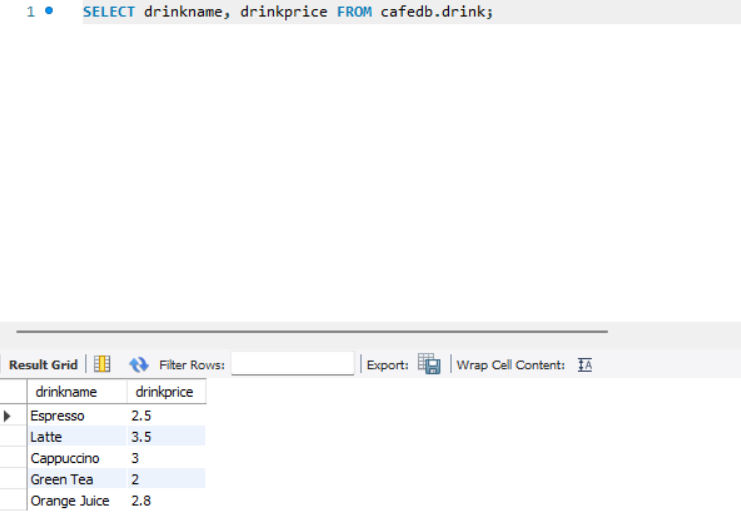 1 SELECT drinkname, drinkprice FROM cafedb.drink;
Result Grid Filter Rows: Export: Wrap Cell Content: IA
drinkname drinkprice
Espresso 2.5
Latte 3.5
Cappuccino 3
Green Tea 2
Orange Juice 2.8